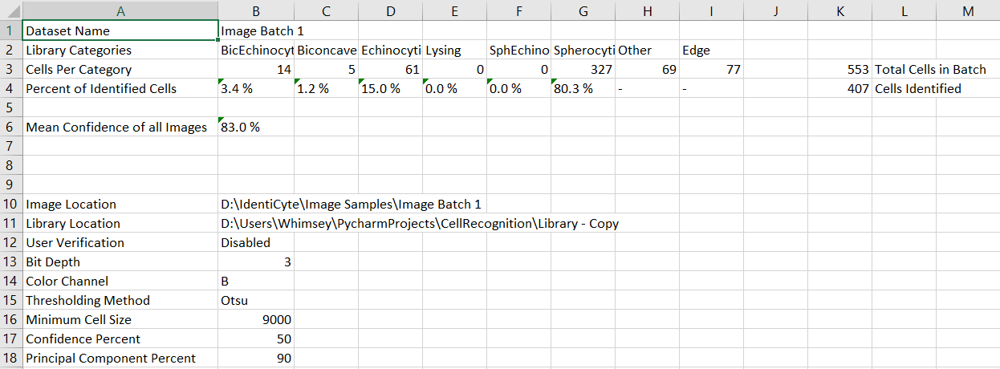 A B C D E F G H I J K L M
1 Dataset Name Image Batch 1
2 Library Categories BicEchinocyt Biconcave Echinocyti Lysing SphEchino Spherocyti Other Edge
3 Cells Per Category 14 5 61 0 0 327 69 77 553 Total Cells in Batch
4 Percent of Identified Cells 3.4 % 1.2 % 15.0 % 0.0 % 0.0 % 80.3 % - - 407 Cells Identified
5
6 Mean Confidence of all Images 83.0 %
7
8
9
10 Image Location D:\IdentiCyte\Image Samples\Image Batch 1
11 Library Location D:\Users\Whimsey\PycharmProjects\CellRecognition\Library - Copy
12 User Verification Disabled
13 Bit Depth 3
14 Color Channel B
15 Thresholding Method Otsu
16 Minimum Cell Size 9000
17 Confidence Percent 50
18 Principal Component Percent 90